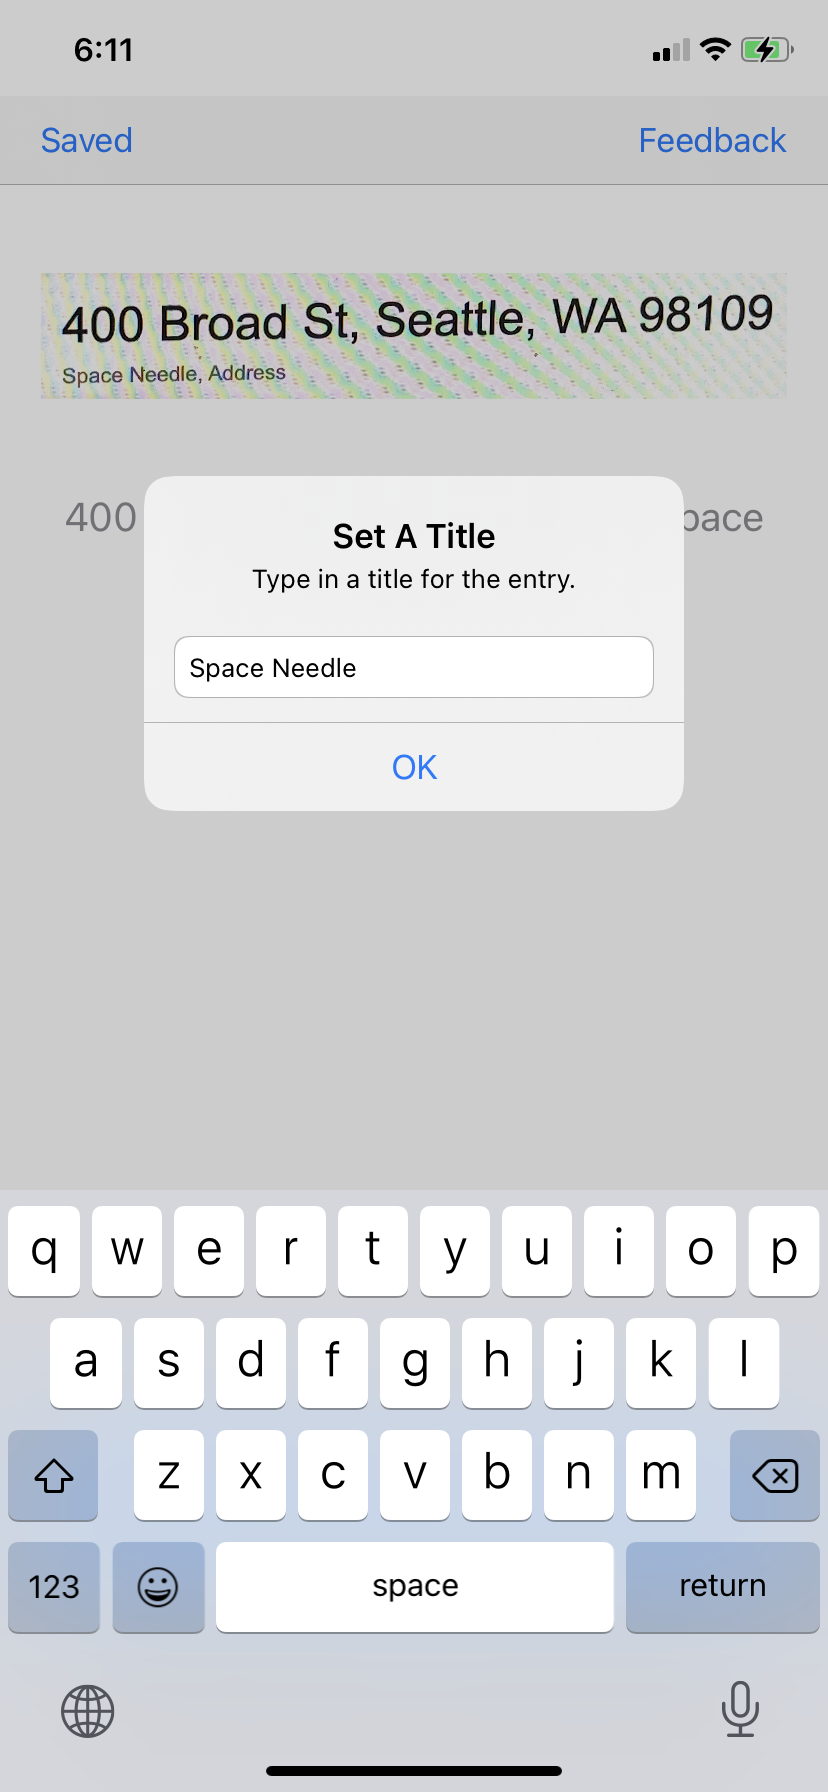 6:11
Saved Feedback
400 Broad St, Seattle, WA 98109
Space Needle, Address
400
Set A Title
Type in a title for the entry.
Space Needle
OK
q w e r t y u i o p
a s d f g h j k l
z x c v b n m
123 space return